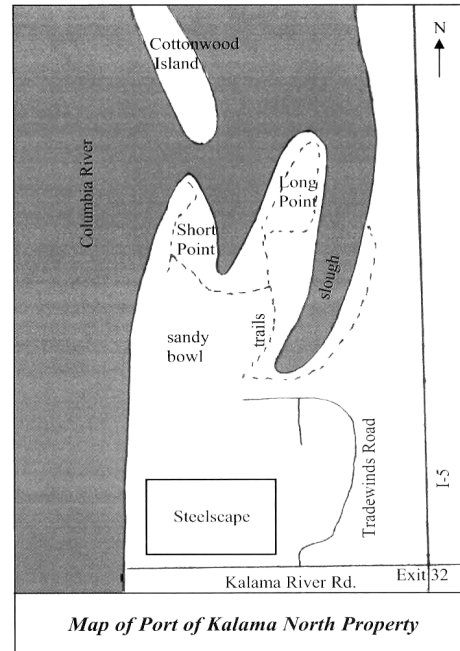 Cottonwood
Island
N
Columbia River
Long
Point
Short
Point
slough
sandy
bowl
trails
Tradewinds Road
I-5
Steelscape
Exit 32
Kalama River Rd.
Map of Port of Kalama North Property